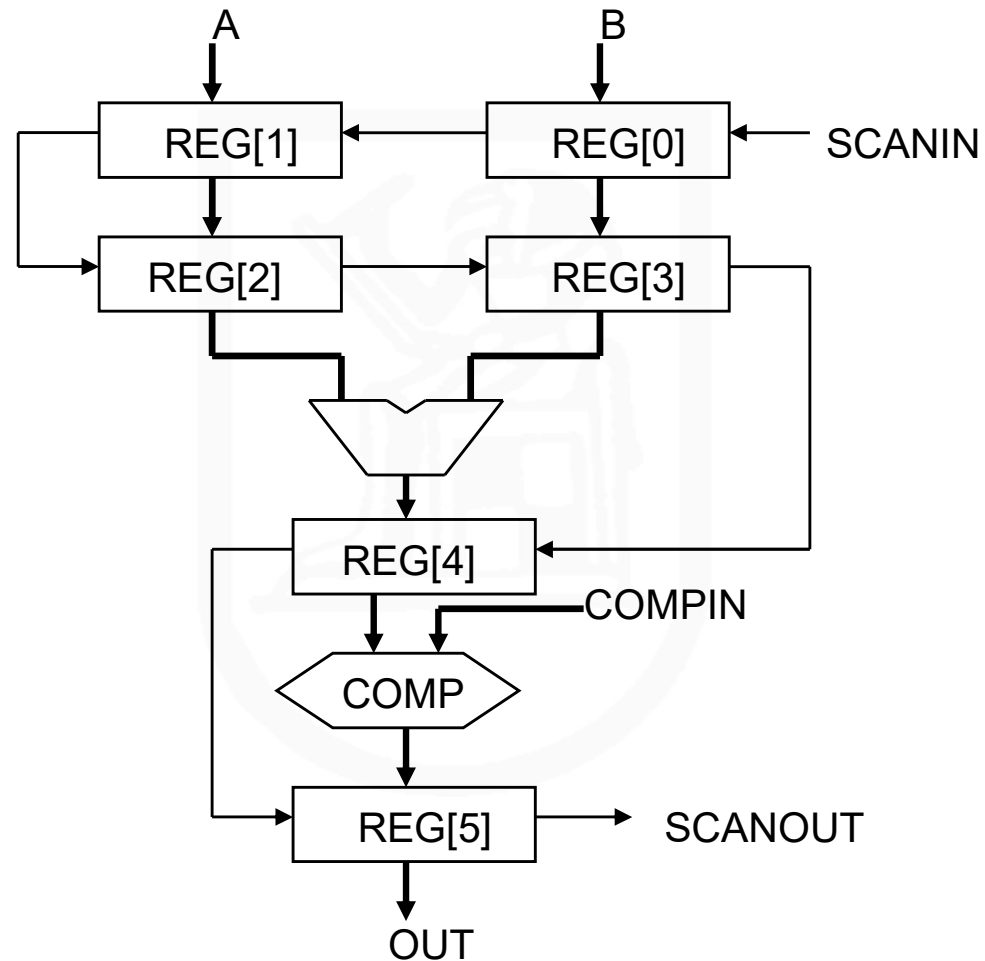 A
B
REG[1]
REG[0]
SCANIN
REG[2]
REG[3]
REG[4]
COMPIN
COMP
REG[5]
SCANOUT
OUT